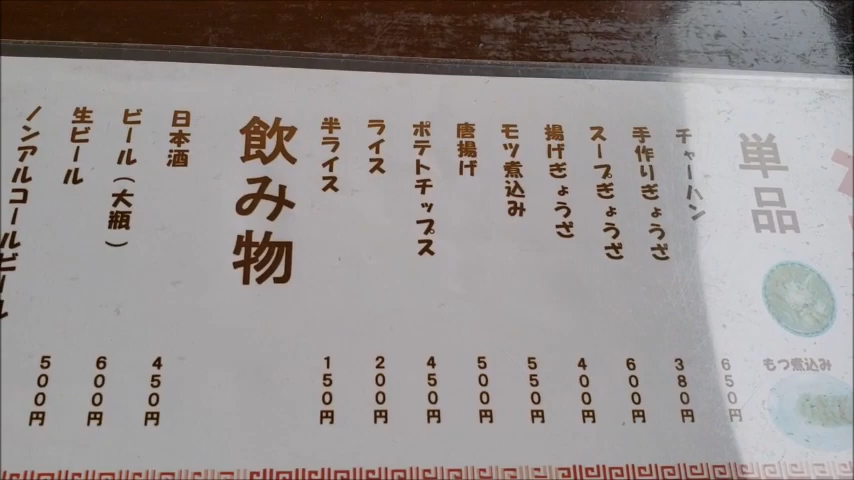 単品
もつ煮込み
チャーハン 650円
手作りぎょうざ 380円
スープぎょうざ 600円
揚げぎょうざ 400円
モツ煮込み 550円
唐揚げ 500円
ポテトチップス 450円
ライス 200円
半ライス 150円
飲み物
日本酒 450円
ビール（大瓶） 600円
生ビール 500円
ノンアルコールビール